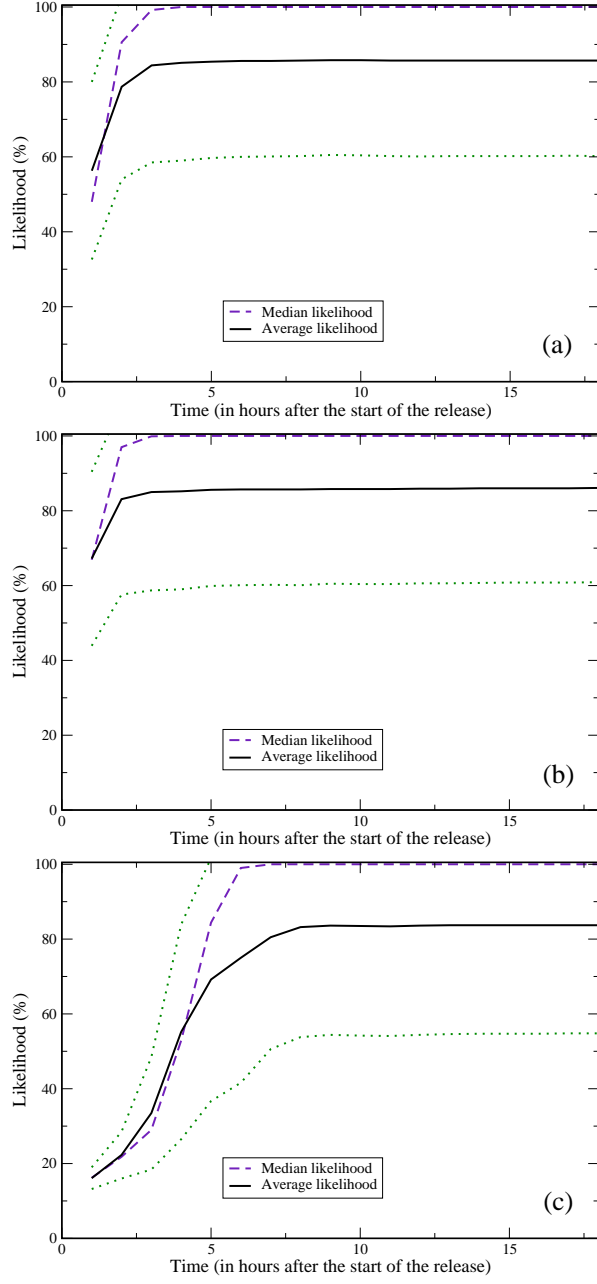 100
80
60
40
20
0
Likelihood (%)
Median likelihood
Average likelihood
(a)
0 5 10 15
Time (in hours after the start of the release)
100
80
60
40
20
0
Likelihood (%)
Median likelihood
Average likelihood
(b)
0 5 10 15
Time (in hours after the start of the release)
100
80
60
40
20
0
Likelihood (%)
Median likelihood
Average likelihood
(c)
0 5 10 15
Time (in hours after the start of the release)